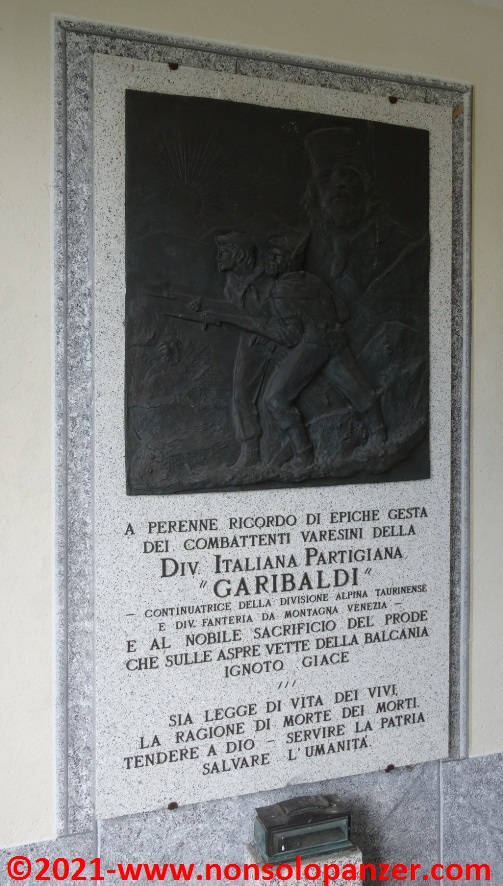 A PERENNE RICORDO DI EPICHE GESTA
DEI COMBATTENTI VARESINI DELLA
DIV. ITALIANA PARTIGIANA
"GARIBALDI"
- CONTINUATRICE DELLA DIVISIONE ALPINA TAURINENSE
E DIV. FANTERIA DA MONTAGNA VENEZIA -
E AL NOBILE SACRIFICIO DEL PRODE
CHE SULLE ASPRE VETTE DELLA BALCANIA
IGNOTO GIACE
///
SIA LEGGE DI VITA DEI VIVI,
LA RAGIONE DI MORTE DEI MORTI.
TENDERE A DIO - SERVIRE LA PATRIA
SALVARE L'UMANITA'.
©2021-www.nonsolopanzer.com